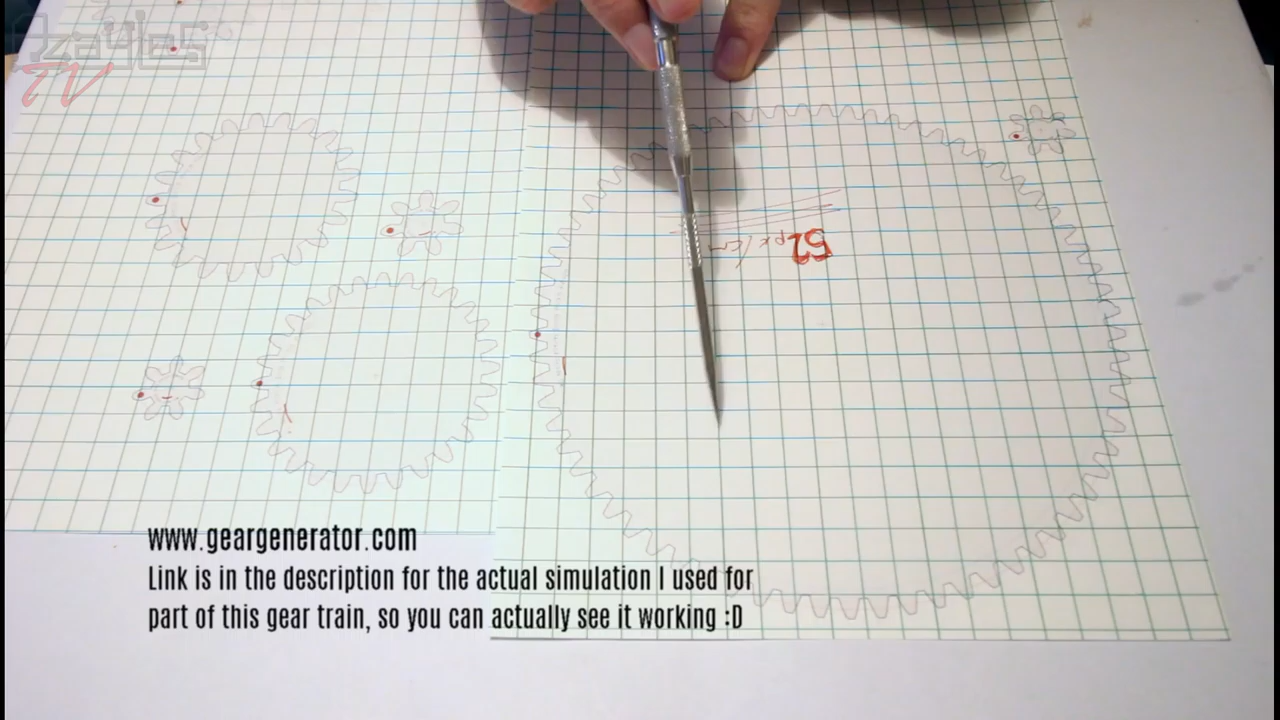 TV
52
www.geargenerator.com
Link is in the description for the actual simulation I used for
part of this gear train, so you can actually see it working :D